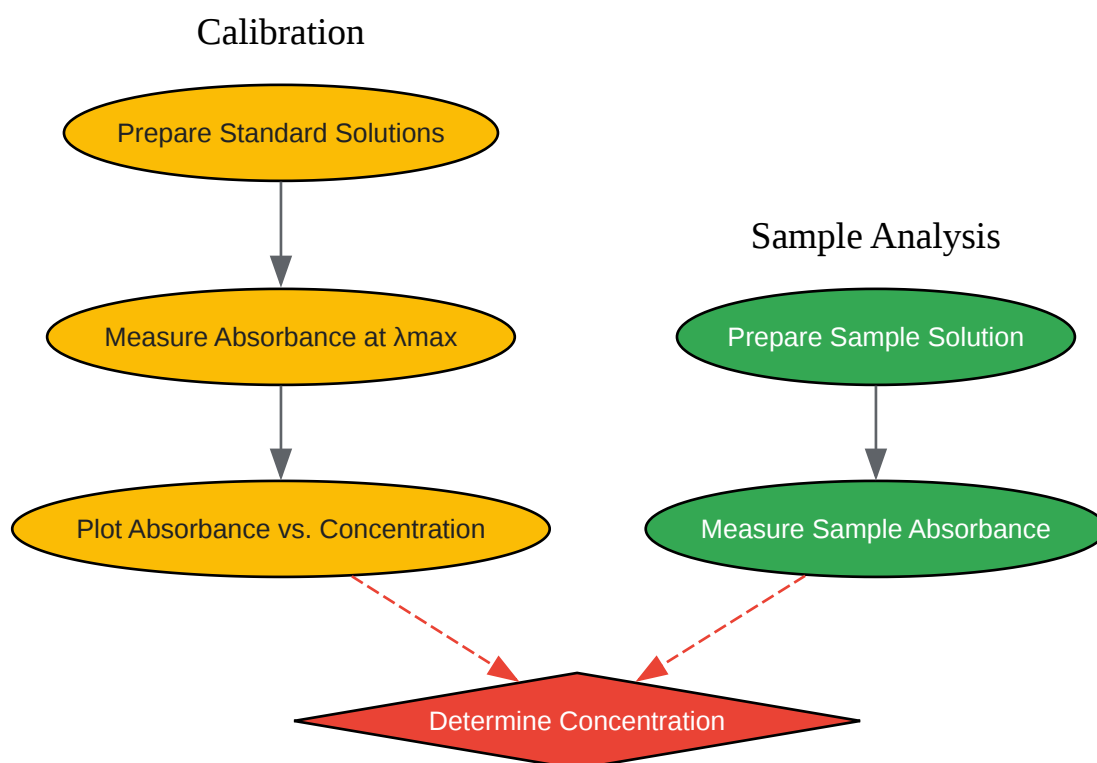 Calibration
Prepare Standard Solutions
Measure Absorbance at λmax
Plot Absorbance vs. Concentration
Sample Analysis
Prepare Sample Solution
Measure Sample Absorbance
Determine Concentration